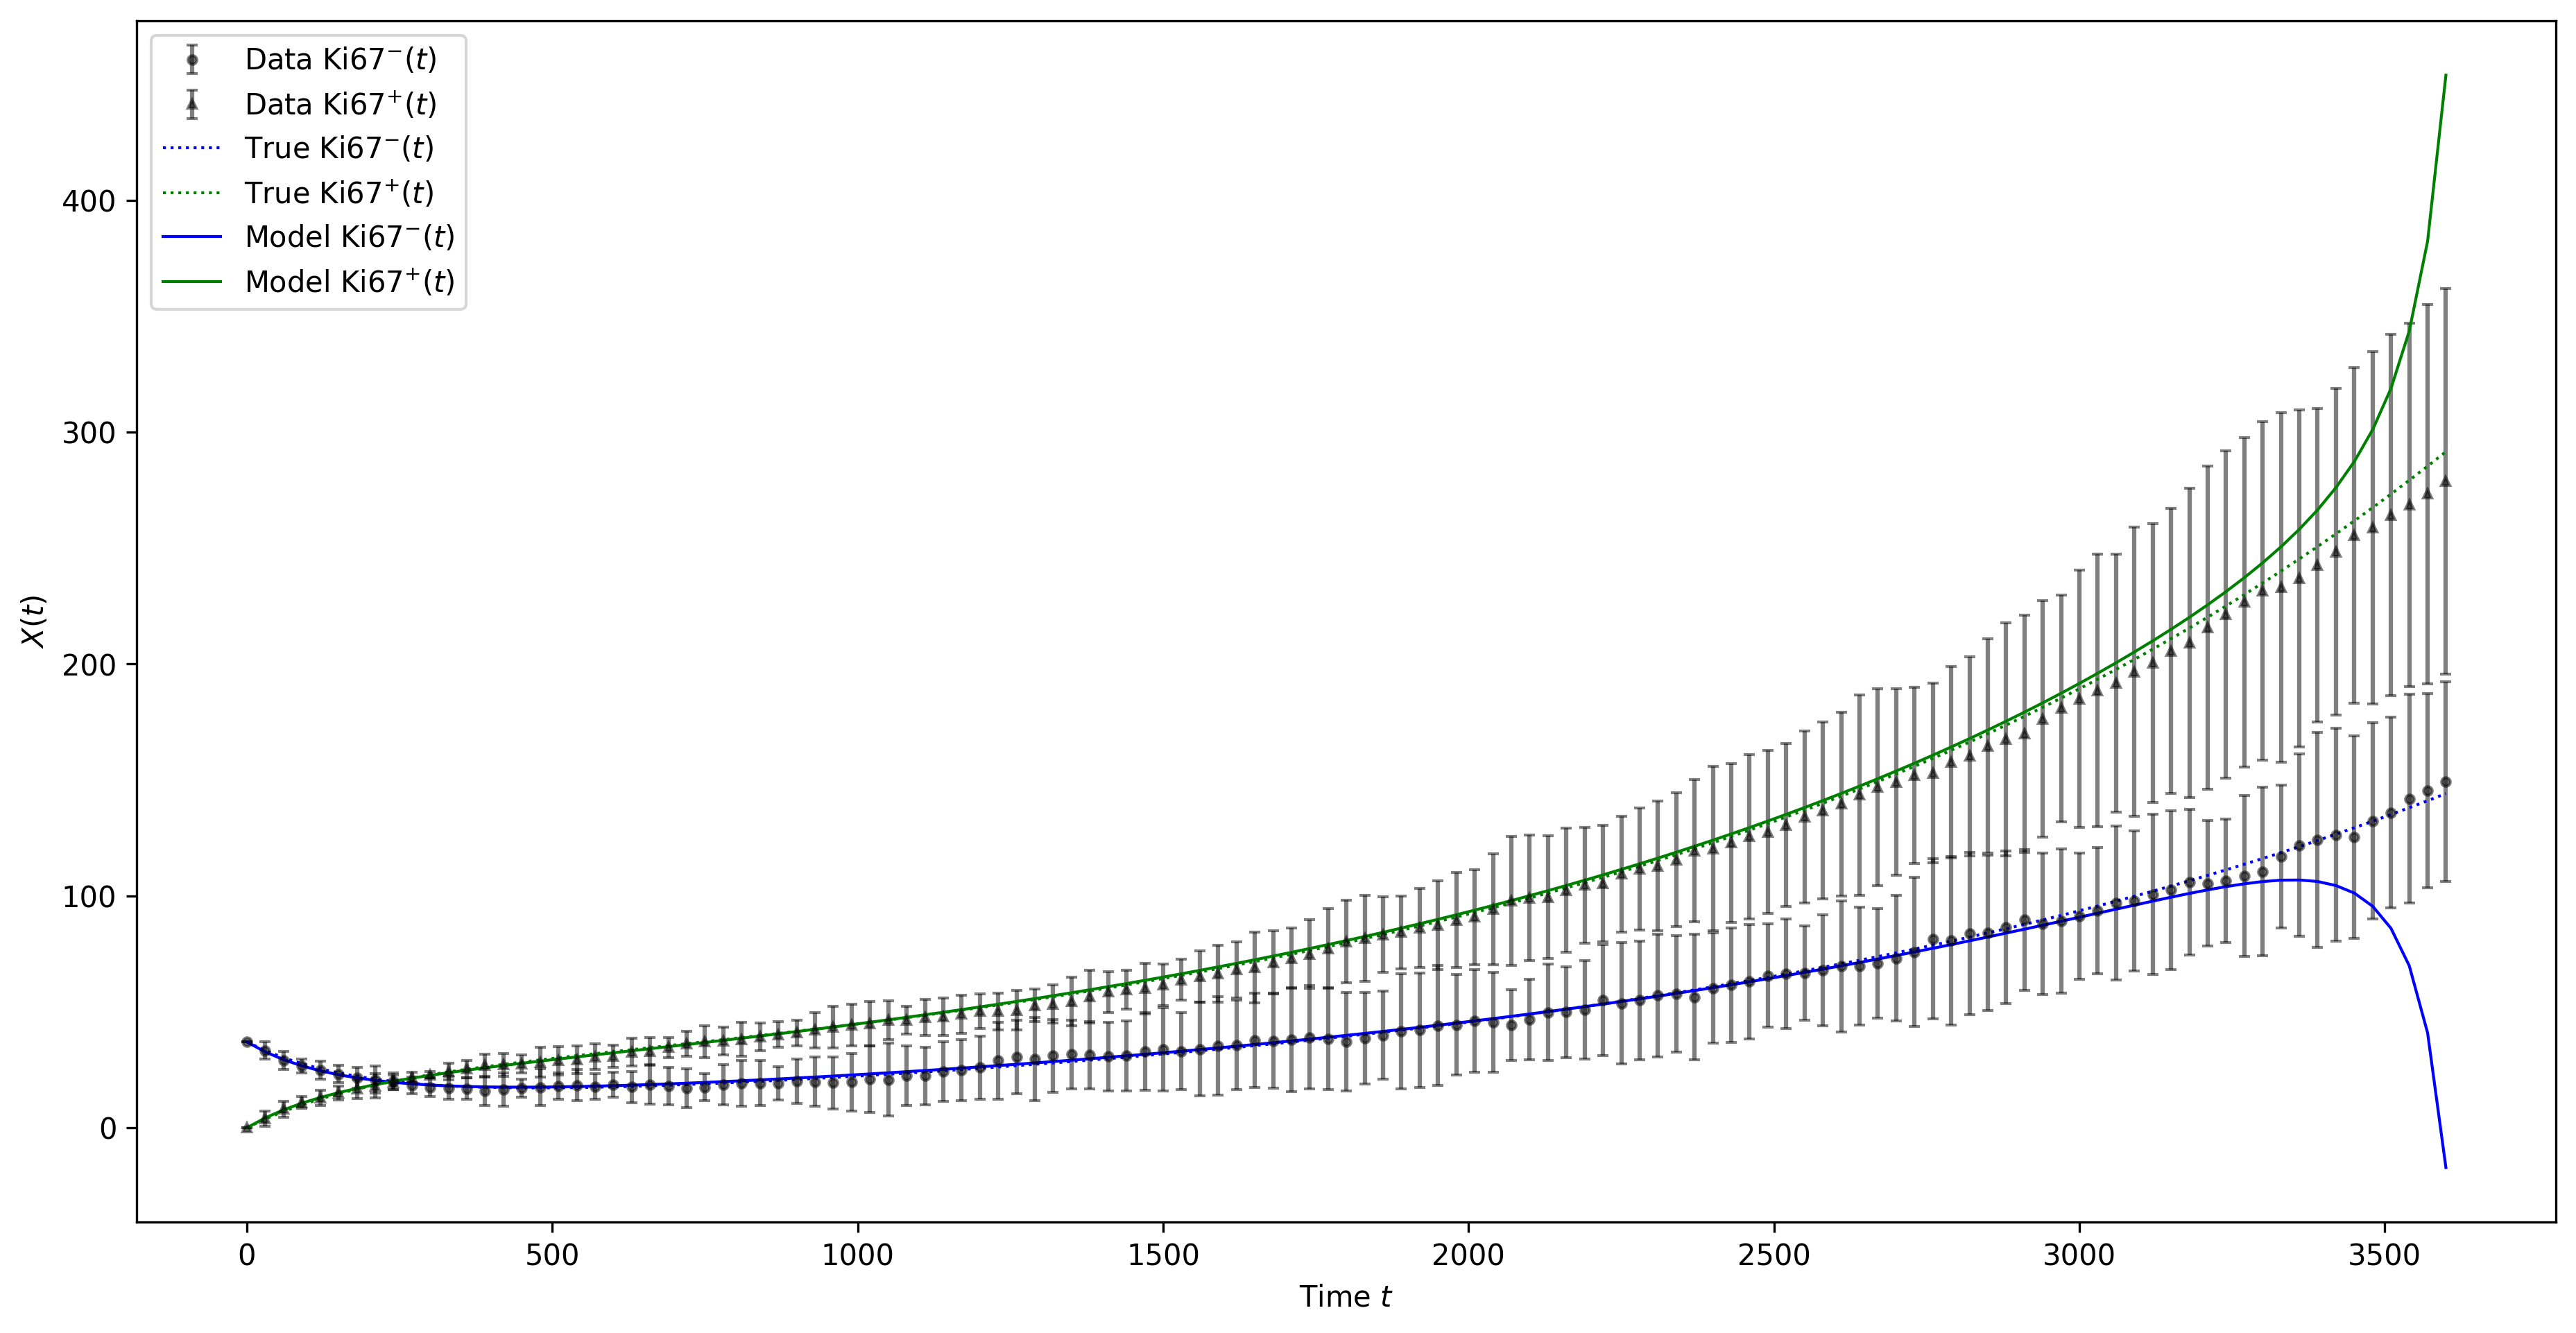 Data Ki67⁻(t)
Data Ki67⁺(t)
True Ki67⁻(t)
True Ki67⁺(t)
Model Ki67⁻(t)
Model Ki67⁺(t)
400
300
200
100
0
X(t)
0 500 1000 1500 2000 2500 3000 3500
Time t